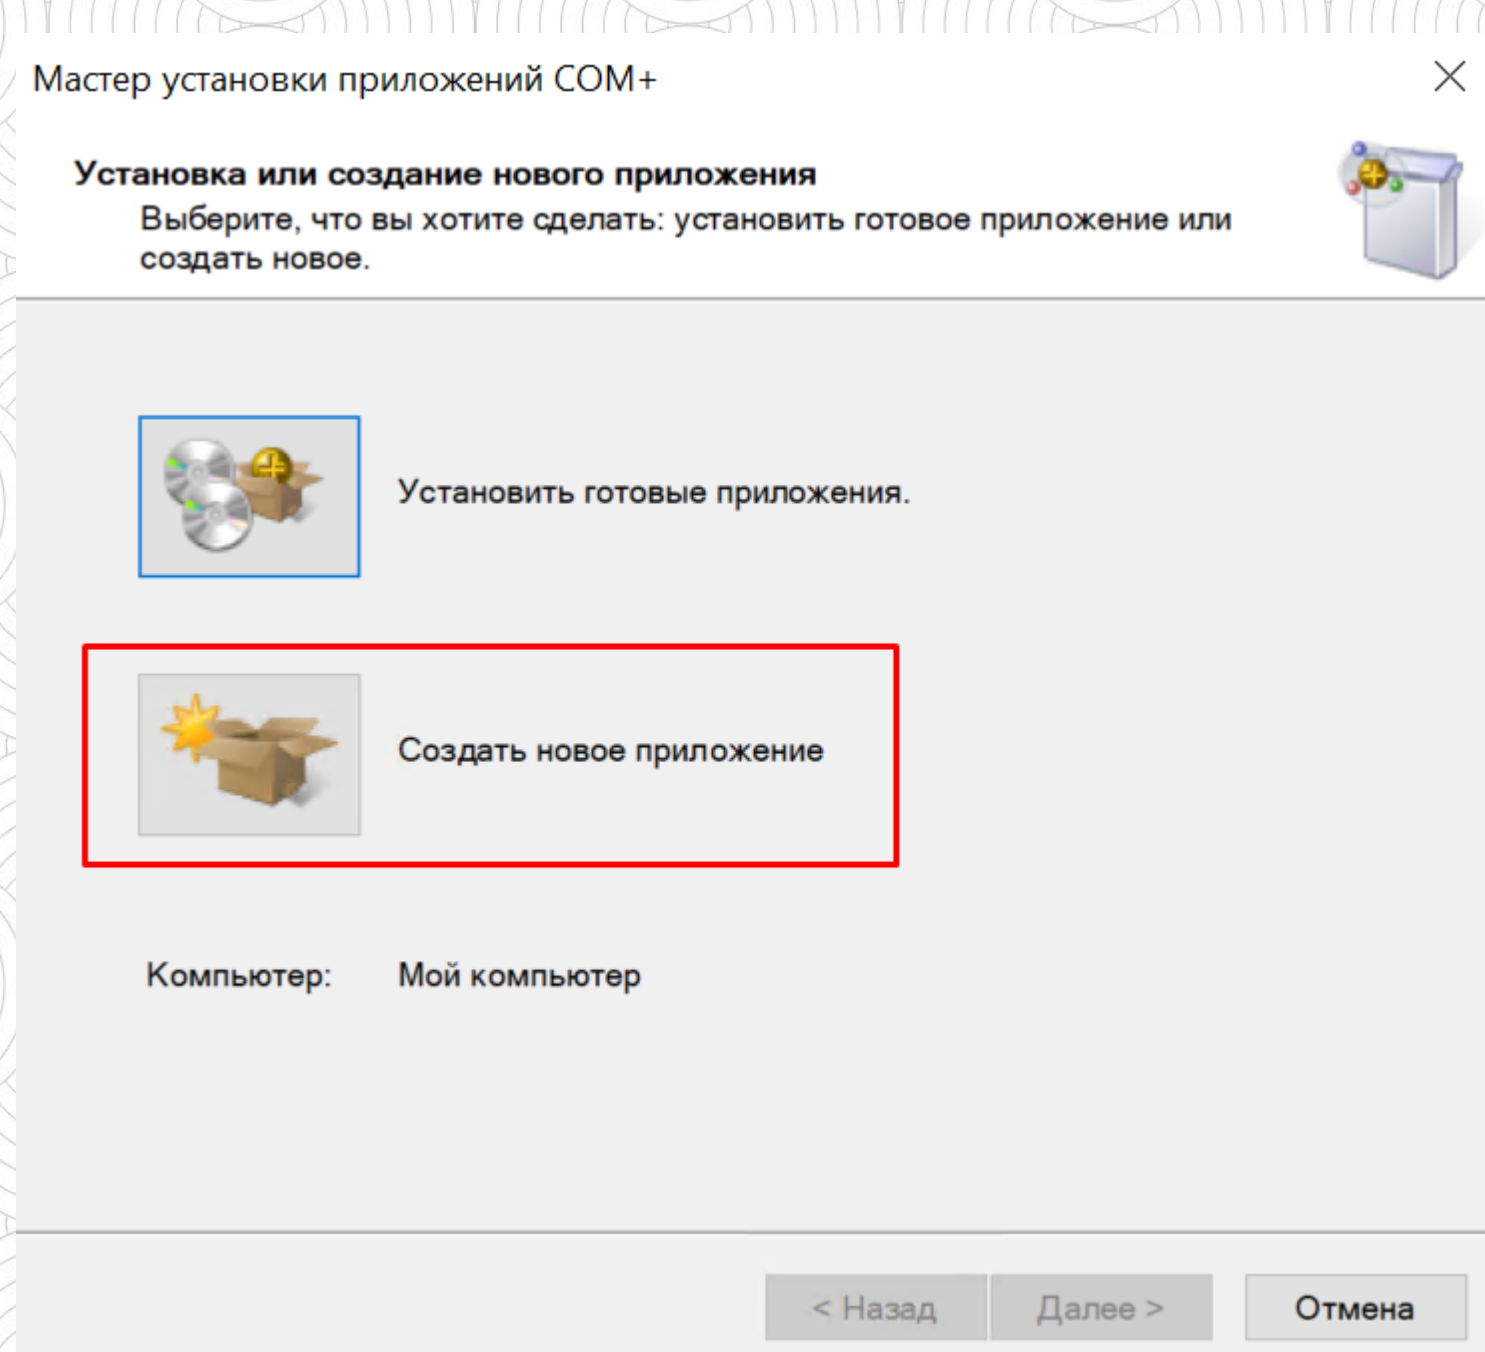 Мастер установки приложений COM+
Установка или создание нового приложения
Выберите, что вы хотите сделать: установить готовое приложение или
создать новое.
Установить готовые приложения.
Создать новое приложение
Компьютер: Мой компьютер
< Назад Далее > Отмена